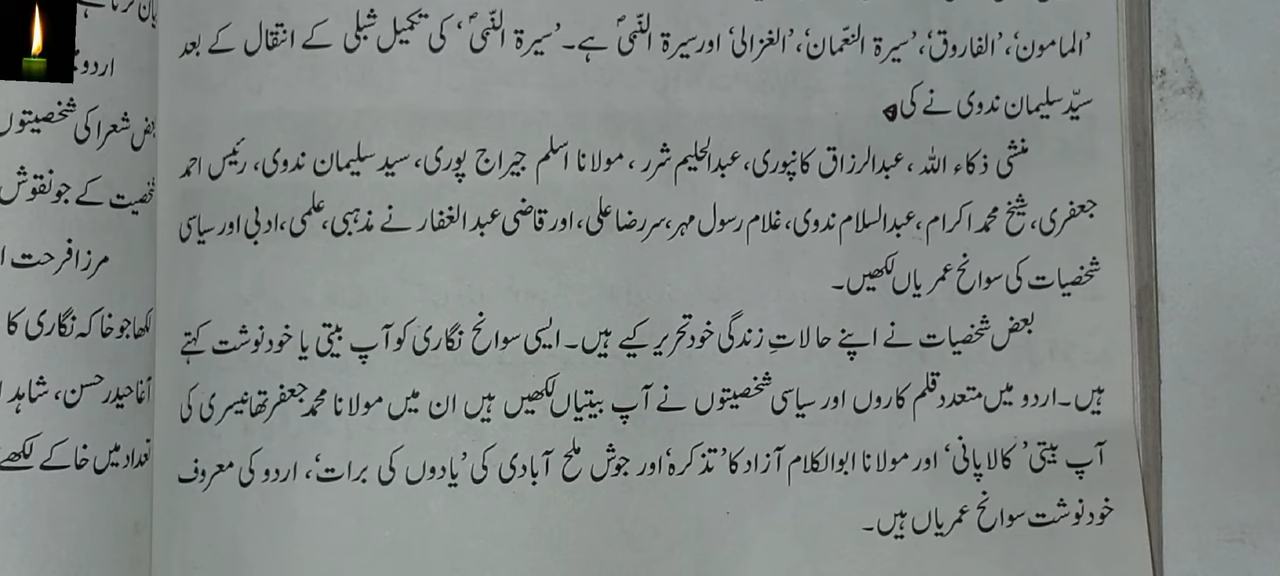 'المامون'، 'الفاروق'، 'سیرۃ النعمان'، 'الغزالی' اور سیرۃ النّبیؐ ہے۔ 'سیرۃ النّبیؐ' کی تکمیل شبلی کے انتقال کے بعد
سیّد سلیمان ندوی نے کی
منشی ذکاء اللہ، عبدالرزاق کانپوری، عبدالحلیم شرر، مولانا اسلم جیراج پوری، سید سلیمان ندوی، رئیس احمد
جعفری، شیخ محمد اکرام، عبدالسلام ندوی، غلام رسول مہر، سر رضا علی، اور قاضی عبدالغفار نے مذہبی، علمی، ادبی اور سیاسی
شخصیات کی سوانح عمریاں لکھیں۔
بعض شخصیات نے اپنے حالاتِ زندگی خود تحریر کیے ہیں۔ ایسی سوانح نگاری کو آپ بیتی یا خودنوشت کہتے
ہیں۔ اردو میں متعدد قلم کاروں اور سیاسی شخصیتوں نے آپ بیتیاں لکھیں ہیں ان میں مولانا محمد جعفر تھانیسری کی
آپ بیتی 'کالا پانی' اور مولانا ابوالکلام آزاد کا 'تذکرہ' اور جوش ملح آبادی کی 'یادوں کی برات'، اردو کی معروف
خودنوشت سوانح عمریاں ہیں۔
اردو
بعض شعرا کی شخصیتوں
شخصیت کے جو نقوش
مرزا فرحت
لکھا جو خاکہ نگاری کا
آغا حیدر حسن، شاہد
تعداد میں خاکے لکھے